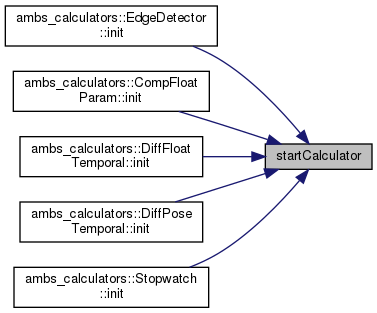 ambs_calculators::EdgeDetector
::init
ambs_calculators::CompFloat
Param::init
ambs_calculators::DiffFloat
Temporal::init
startCalculator
ambs_calculators::DiffPose
Temporal::init
ambs_calculators::Stopwatch
::init